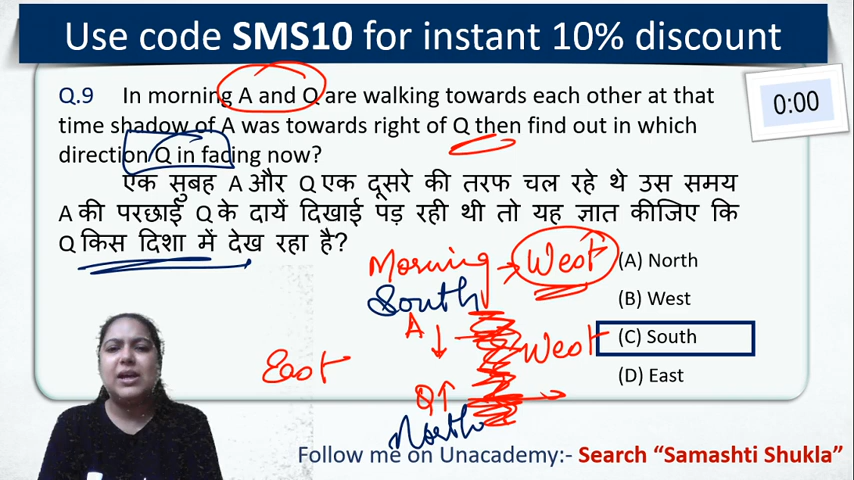 Use code SMS10 for instant 10% discount
Q.9 In morning A and Q are walking towards each other at that
time shadow of A was towards right of Q then find out in which
direction Q in fading now?
0:00
एक सुबह A और Q एक दूसरे की तरफ चल रहे थे उस समय
A की परछाई Q के दायें दिखाई पड़ रही थी तो यह ज्ञात कीजिए कि
Q किस दिशा में देख रहा है?
Morning → West
(A) North
South
(B) West
A
West
(C) South
East
(D) East
Q
North
Follow me on Unacademy:- Search “Samashti Shukla”